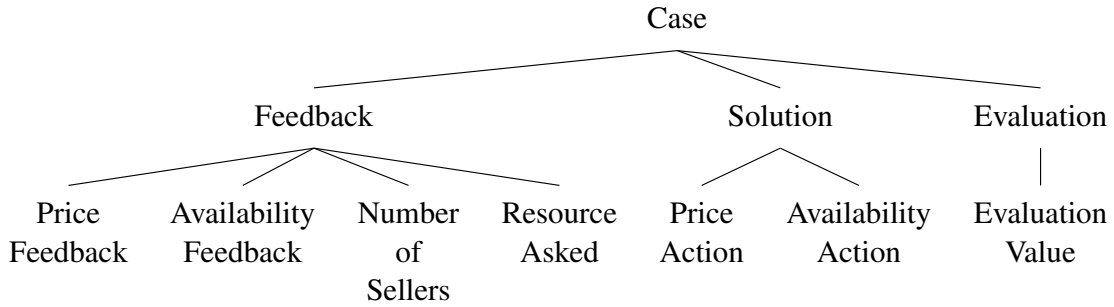 Case
Feedback
Solution
Evaluation
Price
Feedback
Availability
Feedback
Number
of
Sellers
Resource
Asked
Price
Action
Availability
Action
Evaluation
Value